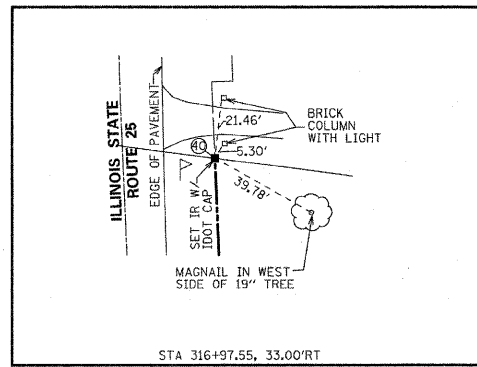 ILLINOIS STATE
ROUTE 25
EDGE OF PAVEMENT
BRICK
COLUMN
WITH LIGHT
21.46'
40
5.30'
39.78'
SET IR W/
IDOT CAP
MAGNAIL IN WEST
SIDE OF 19" TREE
STA 316+97.55, 33.00'RT